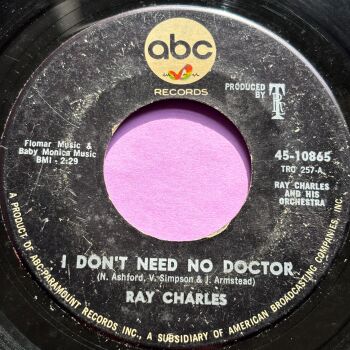 abc
RECORDS
PRODUCED
BY
Flomar Music &
Baby Monica Music
BMI - 2:29
45-10865
TRC 257-A
RAY CHARLES
AND HIS
ORCHESTRA
I DON'T NEED NO DOCTOR
(N. Ashford, V. Simpson & J. Armstead)
RAY CHARLES
A PRODUCT OF ABC-PARAMOUNT RECORDS INC., A SUBSIDIARY OF AMERICAN BROADCASTING COMPANIES, INC.